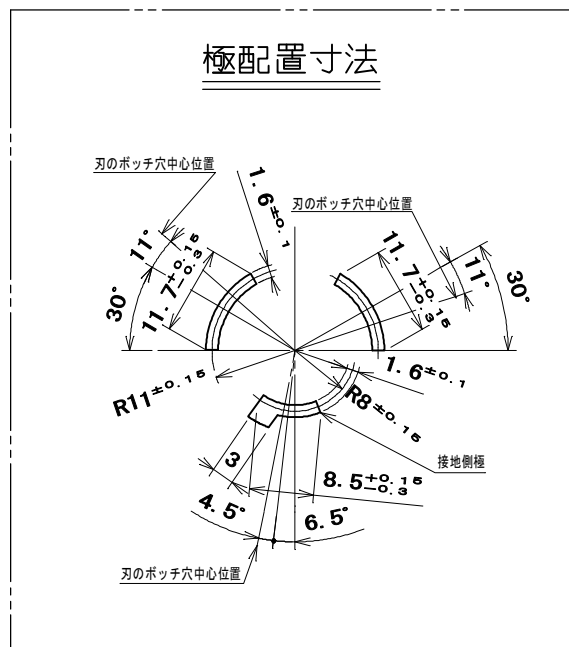 極配置寸法
刃のボッチ穴中心位置
1.6±0.1
刃のボッチ穴中心位置
11°
30°
11.7+0.15-0.3
11.7+0.15-0.3
11°
30°
R11±0.15
1.6±0.1
R8±0.15
接地側極
3
8.5+0.15-0.3
4.5°
6.5°
刃のボッチ穴中心位置